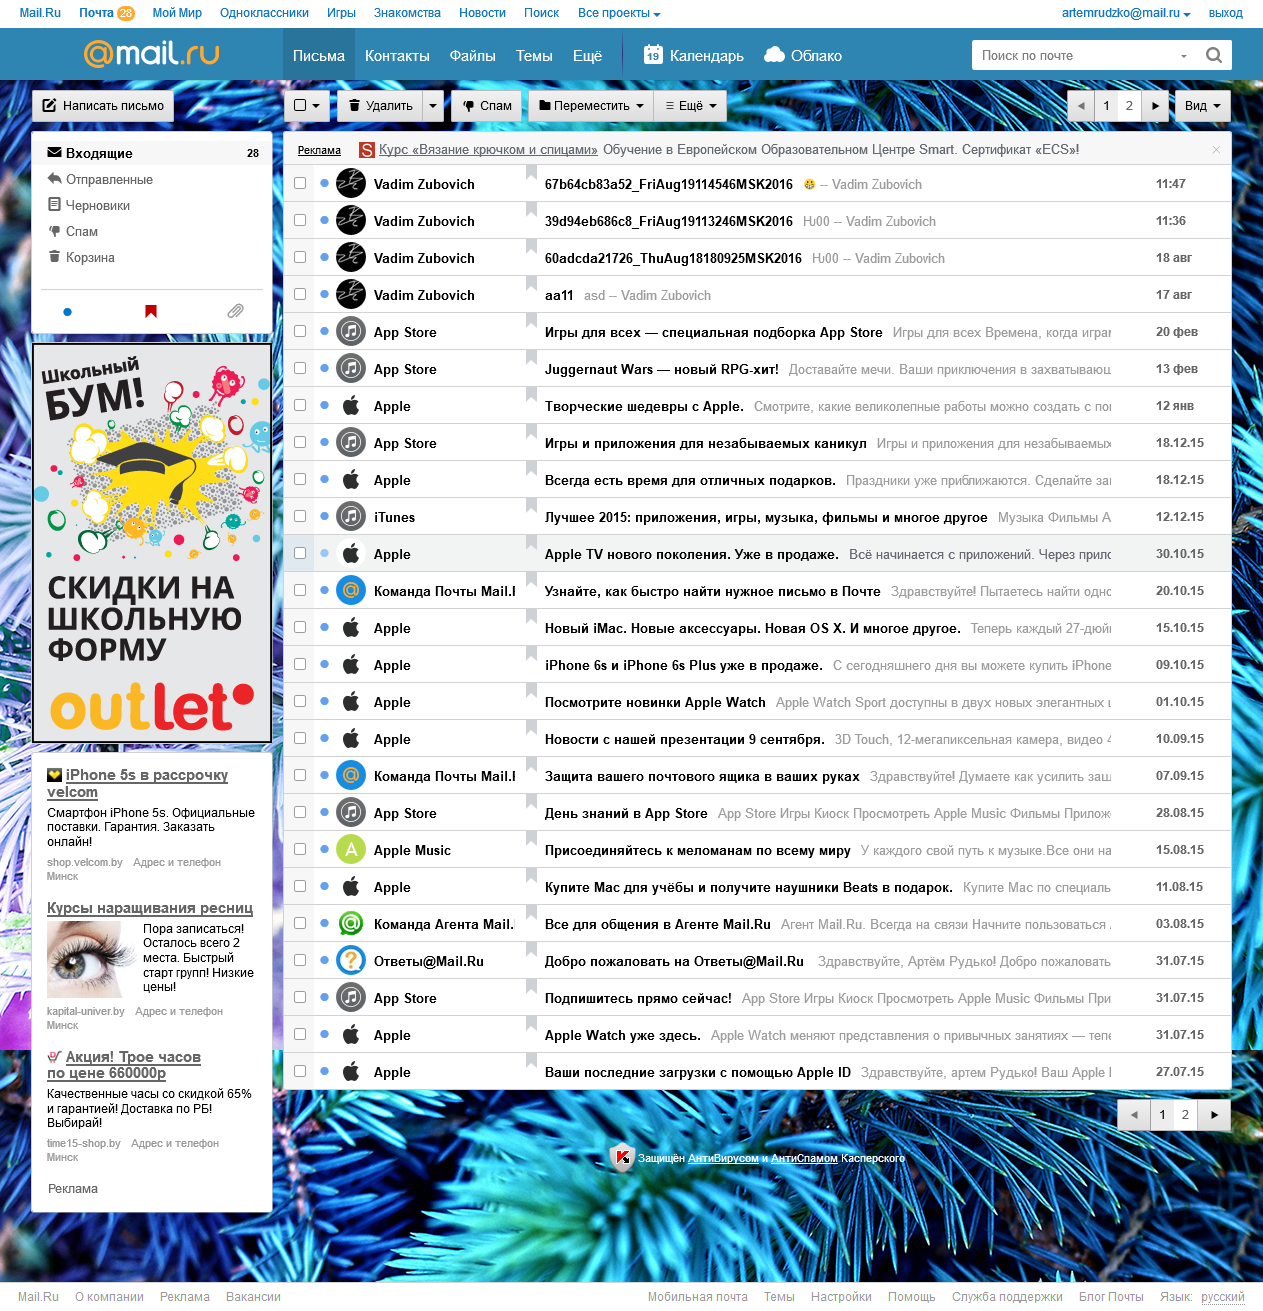 Mail.Ru Почта 28 Мой Мир Одноклассники Игры Знакомства Новости Поиск Все проекты artemrudzko@mail.ru выход
@mail.ru Письма Контакты Файлы Темы Ещё 19 Календарь Облако Поиск по почте
Написать письмо Удалить Спам Переместить Ещё 1 2 Вид
Входящие 28
Отправленные
Черновики
Спам
Корзина
Школьный
БУМ!
СКИДКИ НА
ШКОЛЬНУЮ
ФОРМУ
outlet
iPhone 5s в рассрочку
velcom
Смартфон iPhone 5s. Официальные
поставки. Гарантия. Заказать
онлайн!
shop.velcom.by Адрес и телефон
Минск
Курсы наращивания ресниц
Пора записаться!
Осталось всего 2
места. Быстрый
старт групп! Низкие
цены!
kapital-univer.by Адрес и телефон
Минск
Акция! Трое часов
по цене 660000р
Качественные часы со скидкой 65%
и гарантией! Доставка по РБ!
Выбирай!
time15-shop.by Адрес и телефон
Минск
Реклама
Реклама Курс «Вязание крючком и спицами» Обучение в Европейском Образовательном Центре Smart. Сертификат «ECS»!
Vadim Zubovich 67b64cb83a52_FriAug19114546MSK2016 -- Vadim Zubovich 11:47
Vadim Zubovich 39d94eb686c8_FriAug19113246MSK2016 Hυ00 -- Vadim Zubovich 11:36
Vadim Zubovich 60adcda21726_ThuAug18180925MSK2016 Hυ00 -- Vadim Zubovich 18 авг
Vadim Zubovich aa11 asd -- Vadim Zubovich 17 авг
App Store Игры для всех — специальная подборка App Store Игры для всех Времена, когда играм 20 фев
App Store Juggernaut Wars — новый RPG-хит! Доставайте мечи. Ваши приключения в захватывающ 13 фев
Apple Творческие шедевры с Apple. Смотрите, какие великолепные работы можно создать с по 12 янв
App Store Игры и приложения для незабываемых каникул Игры и приложения для незабываемых 18.12.15
Apple Всегда есть время для отличных подарков. Праздники уже приближаются. Сделайте за 18.12.15
iTunes Лучшее 2015: приложения, игры, музыка, фильмы и многое другое Музыка Фильмы A 12.12.15
Apple Apple TV нового поколения. Уже в продаже. Всё начинается с приложений. Через прило 30.10.15
Команда Почты Mail.R Узнайте, как быстро найти нужное письмо в Почте Здравствуйте! Пытаетесь найти одно 20.10.15
Apple Новый iMac. Новые аксессуары. Новая OS X. И многое другое. Теперь каждый 27-дюй 15.10.15
Apple iPhone 6s и iPhone 6s Plus уже в продаже. С сегодняшнего дня вы можете купить iPhone 09.10.15
Apple Посмотрите новинки Apple Watch Apple Watch Sport доступны в двух новых элегантных ц 01.10.15
Apple Новости с нашей презентации 9 сентября. 3D Touch, 12-мегапиксельная камера, видео 4 10.09.15
Команда Почты Mail.R Защита вашего почтового ящика в ваших руках Здравствуйте! Думаете как усилить защ 07.09.15
App Store День знаний в App Store App Store Игры Киоск Просмотреть Apple Music Фильмы Прилож 28.08.15
A Apple Music Присоединяйтесь к меломанам по всему миру У каждого свой путь к музыке.Все они на 15.08.15
Apple Купите Mac для учёбы и получите наушники Beats в подарок. Купите Mac по специаль 11.08.15
Команда Агента Mail. Все для общения в Агенте Mail.Ru Агент Mail.Ru. Всегда на связи Начните пользоваться 03.08.15
Ответы@Mail.Ru Добро пожаловать на Ответы@Mail.Ru Здравствуйте, Артём Рудько! Добро пожаловать 31.07.15
App Store Подпишитесь прямо сейчас! App Store Игры Киоск Просмотреть Apple Music Фильмы При 31.07.15
Apple Apple Watch уже здесь. Apple Watch меняют представления о привычных занятиях — тепе 31.07.15
Apple Ваши последние загрузки с помощью Apple ID Здравствуйте, артем Рудько! Ваш Apple I 27.07.15
1 2
Защищён АнтиВирусом и АнтиСпамом Касперского
Mail.Ru О компании Реклама Вакансии Мобильная почта Темы Настройки Помощь Служба поддержки Блог Почты Язык: русский